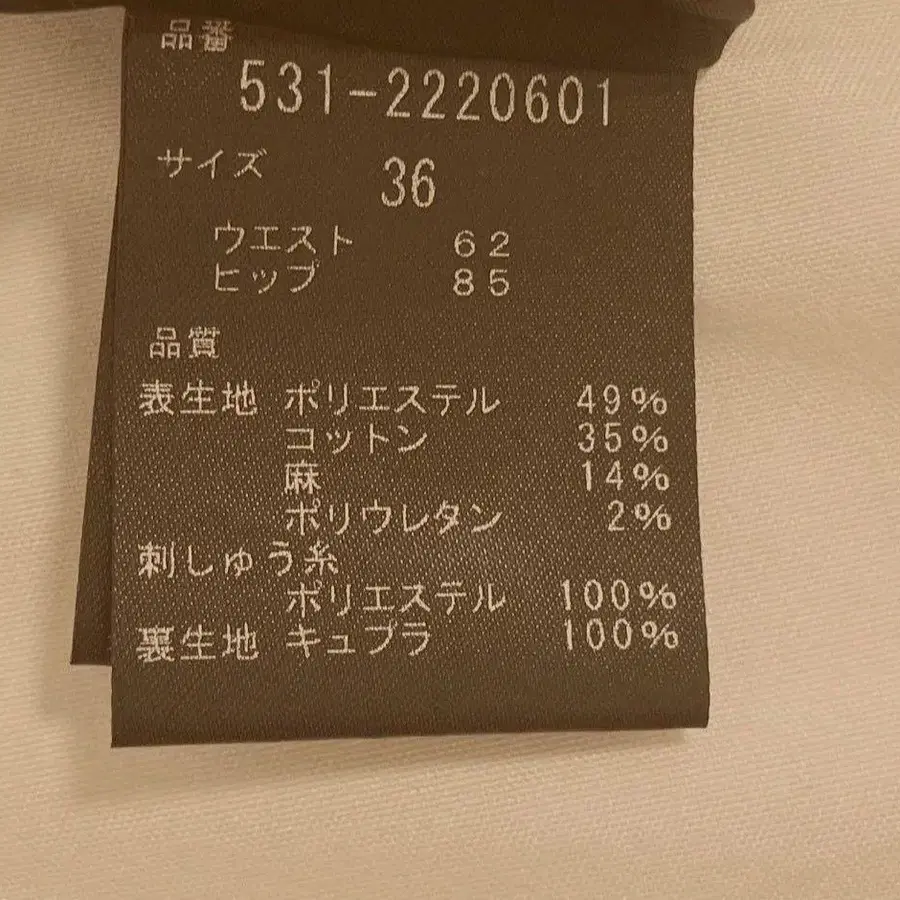 品番
531-2220601
サイズ 36
ウエスト 62
ヒップ 85
品質
表生地 ポリエステル 49%
コットン 35%
麻 14%
ポリウレタン 2%
刺しゅう糸
ポリエステル 100%
裏生地 キュプラ 100%